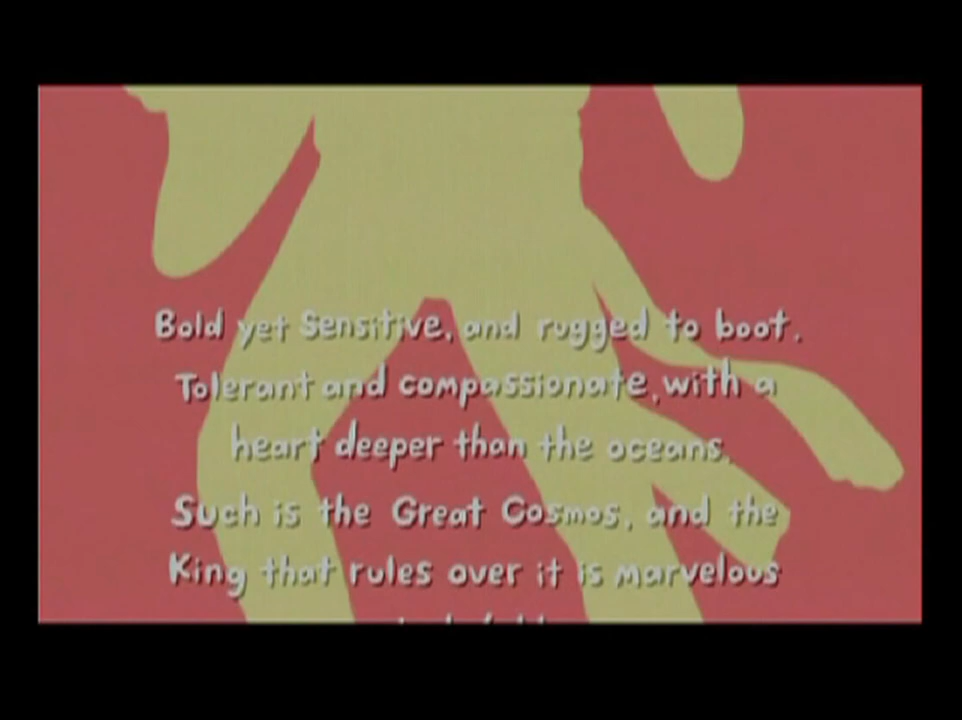 Bold yet Sensitive, and rugged to boot.
Tolerant and compassionate, with a
heart deeper than the oceans.
Such is the Great Cosmos, and the
King that rules over it is marvelous